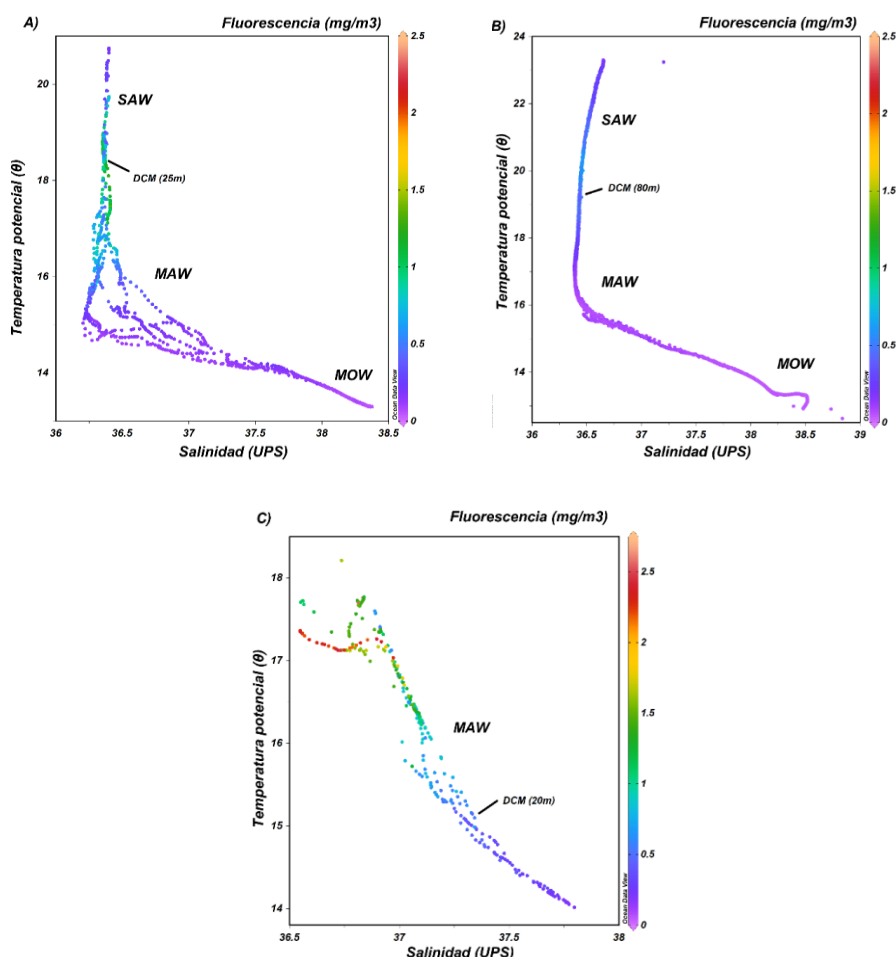 A)
Fluorescencia (mg/m3)
Temperatura potencial (θ)
20
18
16
14
SAW
DCM (25m)
MAW
MOW
36
36.5
37
37.5
38
38.5
Salinidad (UPS)
2.5
2
1.5
1
0.5
0
Ocean Data View
B)
Fluorescencia (mg/m3)
Temperatura potencial (θ)
24
22
20
18
16
14
SAW
DCM (80m)
MAW
MOW
36
36.5
37
37.5
38
38.5
39
Salinidad (UPS)
2.5
2
1.5
1
0.5
0
Ocean Data View
C)
Fluorescencia (mg/m3)
Temperatura potencial (θ)
18
17
16
15
14
MAW
DCM (20m)
36.5
37
37.5
38
Salinidad (UPS)
2.5
2
1.5
1
0.5
0
Ocean Data View